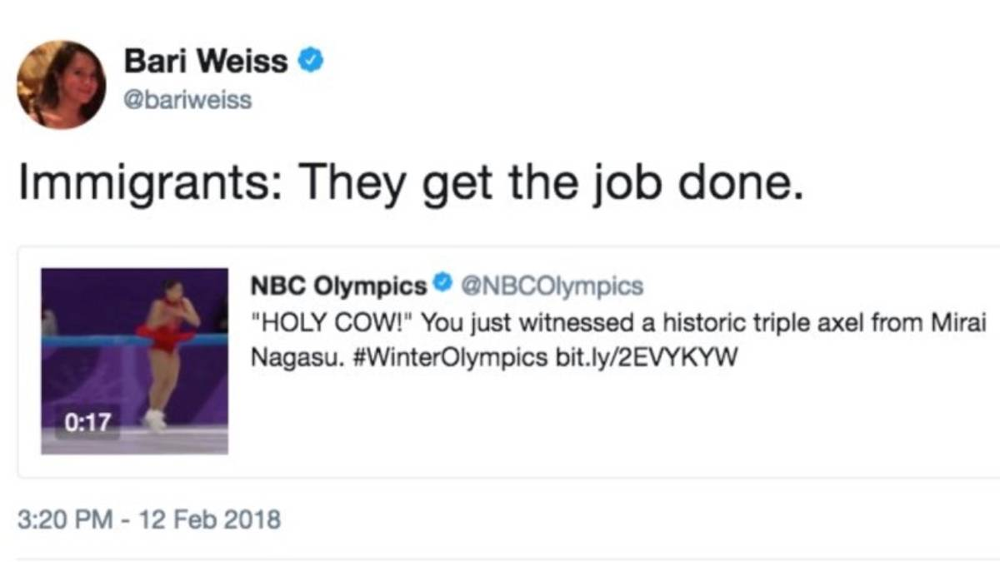 Bari Weiss
@bariweiss
Immigrants: They get the job done.
NBC Olympics @NBCOlympics
"HOLY COW!" You just witnessed a historic triple axel from Mirai
Nagasu. #WinterOlympics bit.ly/2EVYKYW
0:17
3:20 PM - 12 Feb 2018